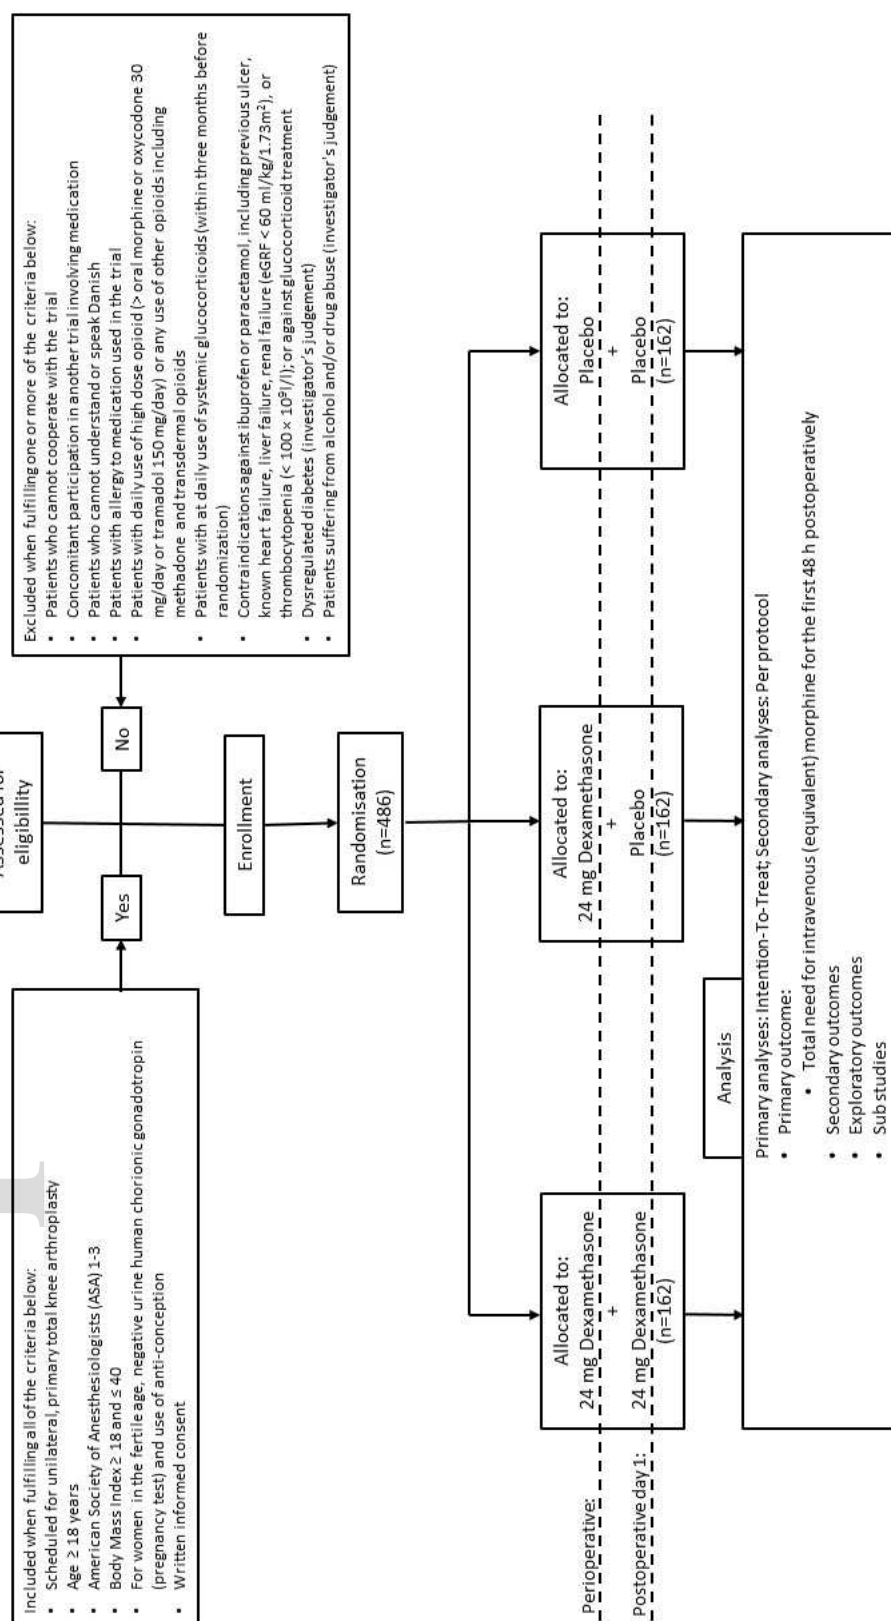 Assessed for
eligibillity
Included when fulfilling all of the criteria below:
• Scheduled for unilateral, primary total knee arthroplasty
• Age ≥ 18 years
• American Society of Anesthesiologists (ASA) 1-3
• Body Mass Index ≥ 18 and ≤ 40
• For women in the fertile age, negative urine human chorionic gonadotropin
(pregnancy test) and use of anti-conception
• Written informed consent
Yes
No
Excluded when fulfilling one or more of the criteria below:
• Patients who cannot cooperate with the trial
• Concomitant participation in another trial involving medication
• Patients who cannot understand or speak Danish
• Patients with allergy to medication used in the trial
• Patients with daily use of high dose opioid (> oral morphine or oxycodone 30
mg/day or tramadol 150 mg/day) or any use of other opioids including
methadone and transdermal opioids
• Patients with at daily use of systemic glucocorticoids (within three months before
randomization)
• Contraindications against ibuprofen or paracetamol, including previous ulcer,
known heart failure, liver failure, renal failure (eGRF < 60 ml/kg/1.73m²), or
thrombocytopenia (< 100 × 10⁹l/l); or against glucocorticoid treatment
• Dysregulated diabetes (investigator's judgement)
• Patients suffering from alcohol and/or drug abuse (investigator's judgement)
Enrollment
Randomisation
(n=486)
Perioperative:
Postoperative day 1:
Allocated to:
24 mg Dexamethasone
+
24 mg Dexamethasone
(n=162)
Allocated to:
24 mg Dexamethasone
+
Placebo
(n=162)
Allocated to:
Placebo
+
Placebo
(n=162)
Analysis
Primary analyses: Intention-To-Treat; Secondary analyses: Per protocol
• Primary outcome:
• Total need for intravenous (equivalent) morphine for the first 48 h postoperatively
• Secondary outcomes
• Exploratory outcomes
• Sub studies